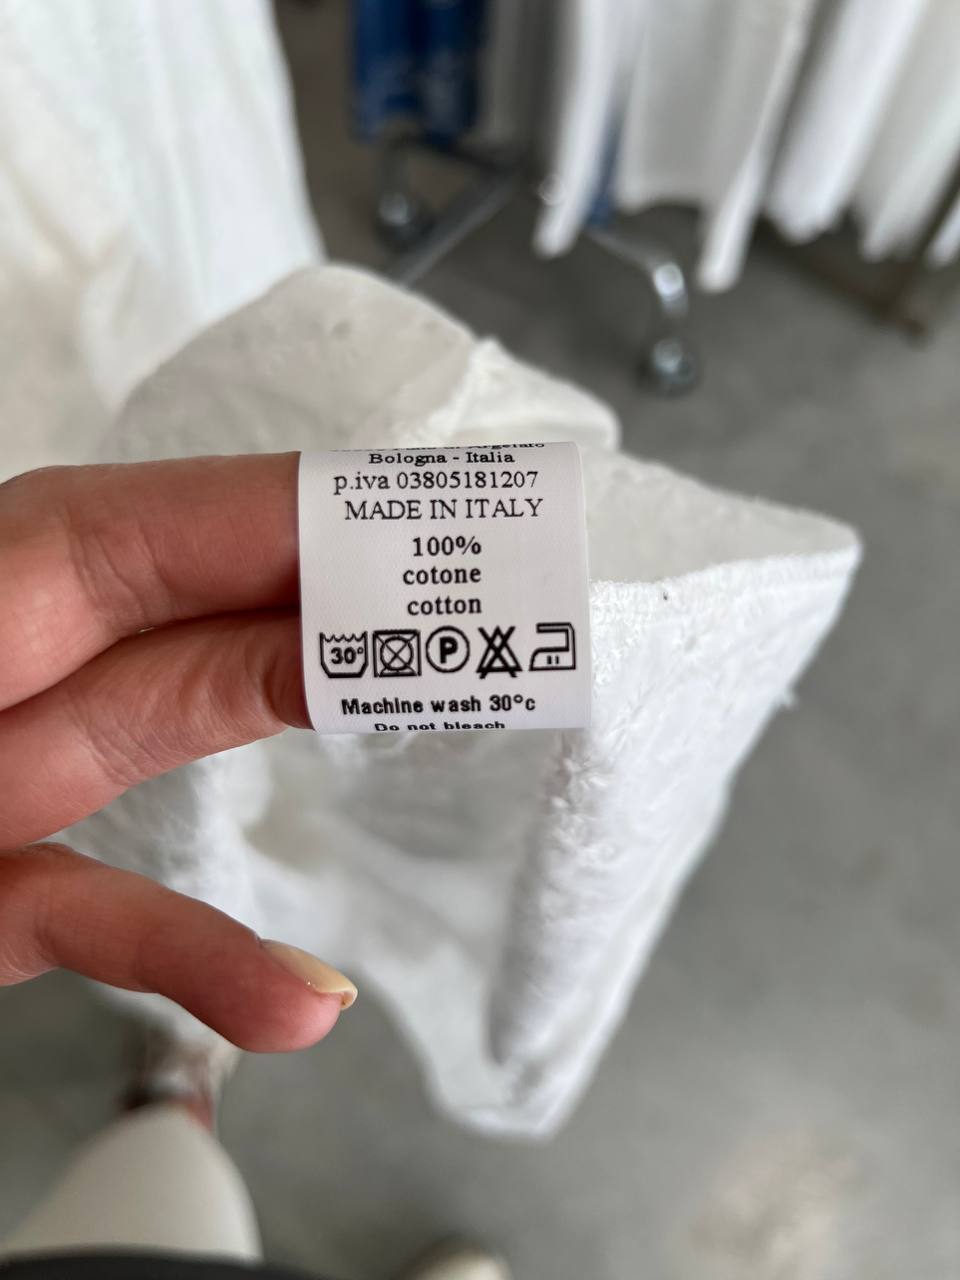 Bologna - Italia
p.iva 03805181207
MADE IN ITALY
100%
cotone
cotton
30°
P
Machine wash 30°c
Do not bleach